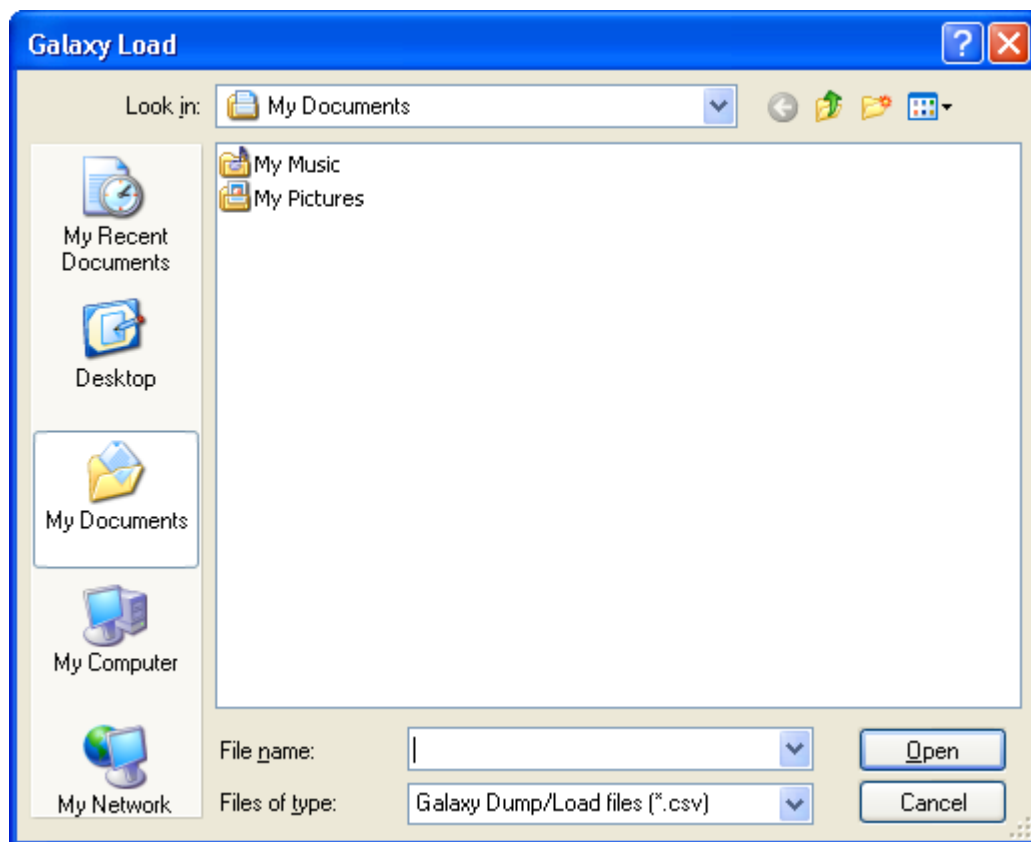 Galaxy Load
Look in:
My Documents
My Music
My Pictures
My Recent
Documents
Desktop
My Documents
My Computer
My Network
File name:
Open
Files of type:
Galaxy Dump/Load files (*.csv)
Cancel